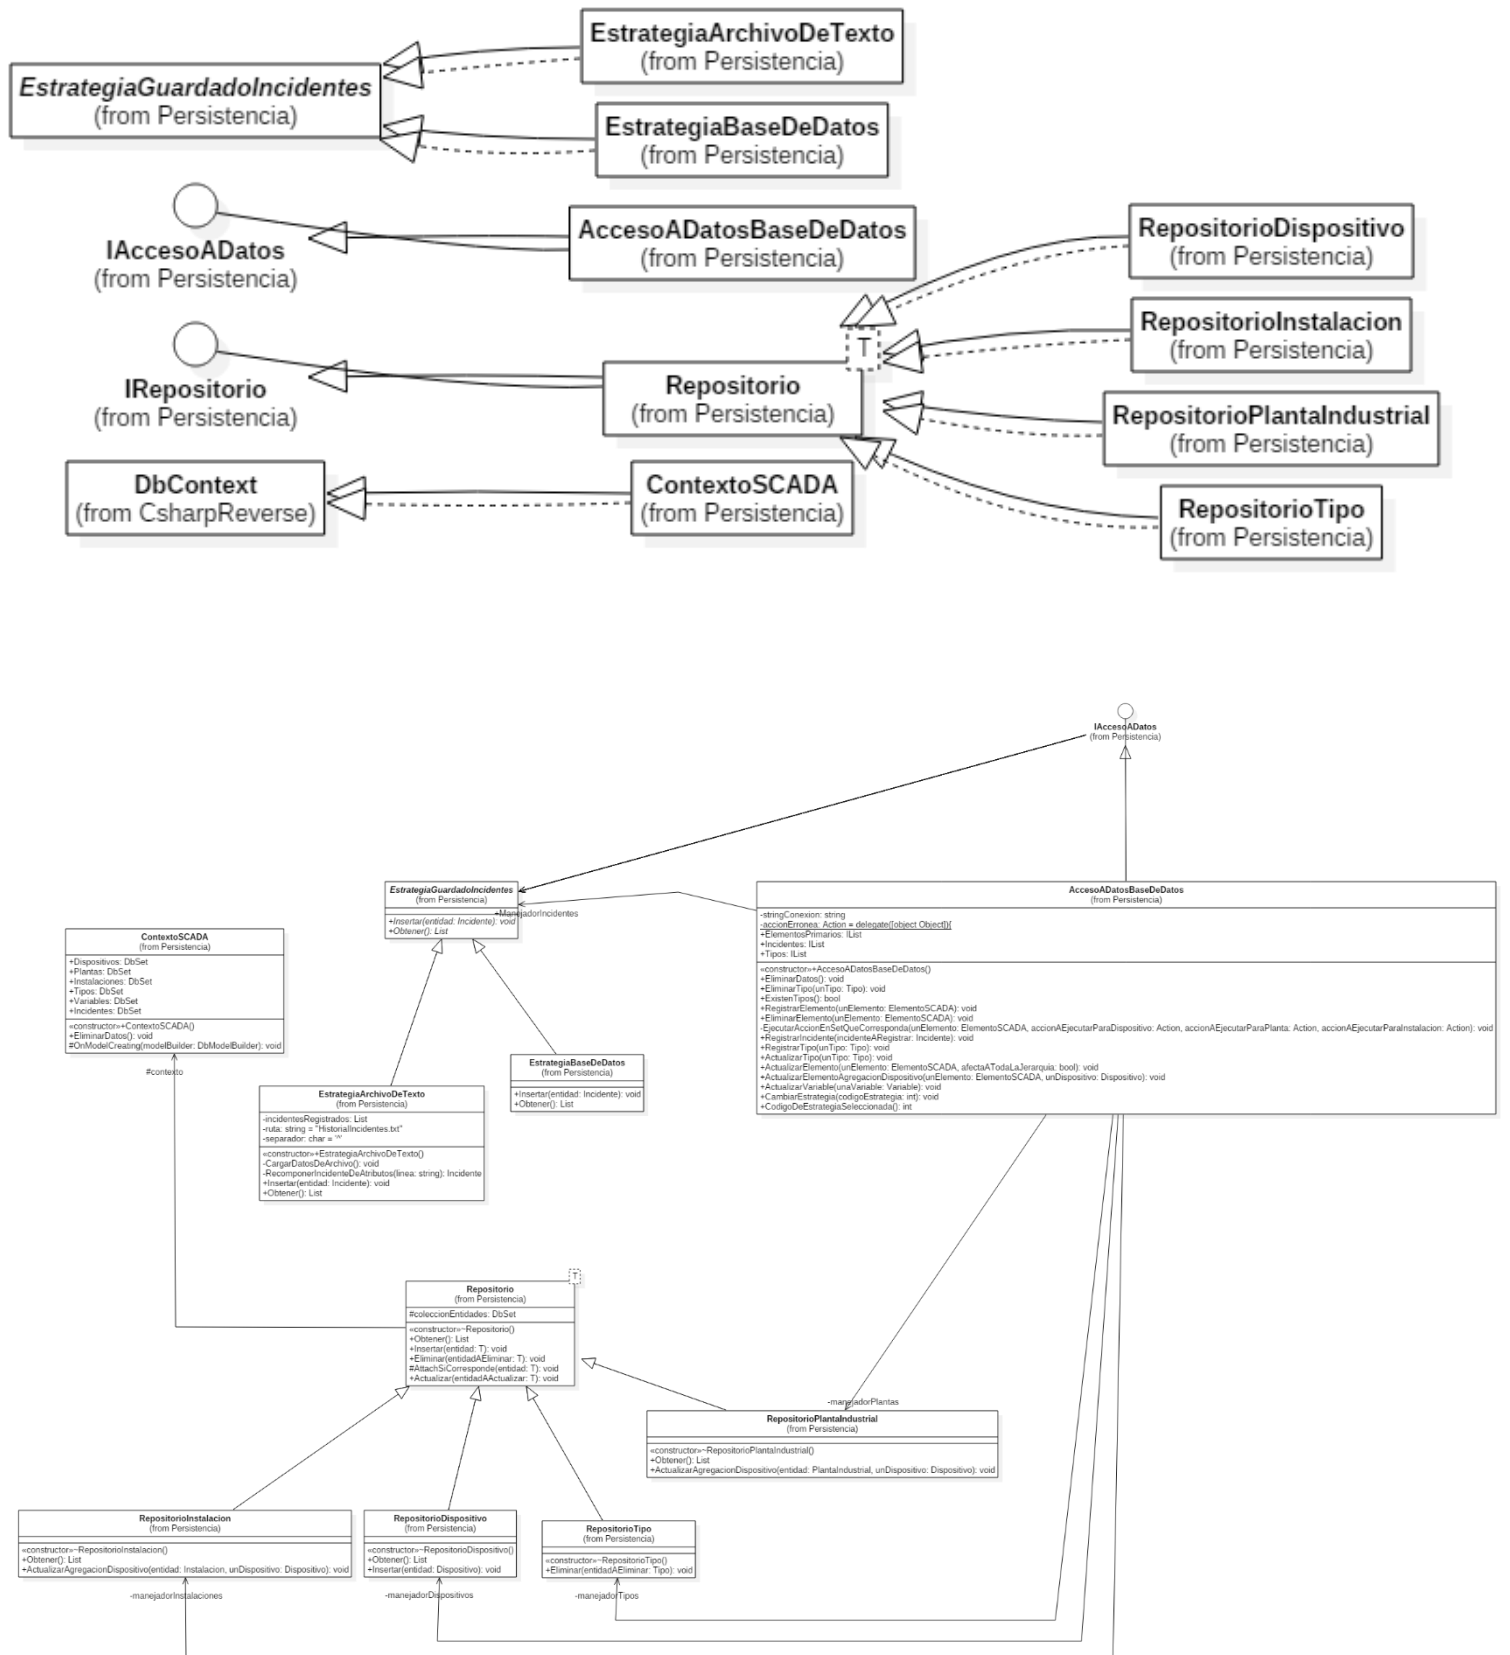 EstrategiaArchivoDeTexto
(from Persistencia)
EstrategiaGuardadoIncidentes
(from Persistencia)
EstrategiaBaseDeDatos
(from Persistencia)
IAccesoADatos
(from Persistencia)
AccesoADatosBaseDeDatos
(from Persistencia)
RepositorioDispositivo
(from Persistencia)
RepositorioInstalacion
(from Persistencia)
T
IRepositorio
(from Persistencia)
Repositorio
(from Persistencia)
RepositorioPlantaIndustrial
(from Persistencia)
DbContext
(from CsharpReverse)
ContextoSCADA
(from Persistencia)
RepositorioTipo
(from Persistencia)
IAccesoADatos
(from Persistencia)
EstrategiaGuardadoIncidentes
(from Persistencia)
+ManejadorIncidentes
+Insertar(entidad: Incidente): void
+Obtener(): List
AccesoADatosBaseDeDatos
(from Persistencia)
-stringConexion: string
-accionErronea: Action = delegate([object Object]){
+ElementosPrimarios: IList
+Incidentes: IList
+Tipos: IList
«constructor»+AccesoADatosBaseDeDatos()
+EliminarDatos(): void
+EliminarTipo(unTipo: Tipo): void
+ExistenTipos(): bool
+RegistrarElemento(unElemento: ElementoSCADA): void
+EliminarElemento(unElemento: ElementoSCADA): void
-EjecutarAccionEnSetQueCorresponda(unElemento: ElementoSCADA, accionAEjecutarParaDispositivo: Action, accionAEjecutarParaPlanta: Action, accionAEjecutarParaInstalacion: Action): void
+RegistrarIncidente(incidenteARegistrar: Incidente): void
+RegistrarTipo(unTipo: Tipo): void
+ActualizarTipo(unTipo: Tipo): void
+ActualizarElemento(unElemento: ElementoSCADA, afectaATodaLaJerarquia: bool): void
+ActualizarElementoAgregacionDispositivo(unElemento: ElementoSCADA, unDispositivo: Dispositivo): void
+ActualizarVariable(unaVariable: Variable): void
+CambiarEstrategia(codigoEstrategia: int): void
+CodigoDeEstrategiaSeleccionada(): int
ContextoSCADA
(from Persistencia)
+Dispositivos: DbSet
+Plantas: DbSet
+Instalaciones: DbSet
+Tipos: DbSet
+Variables: DbSet
+Incidentes: DbSet
«constructor»+ContextoSCADA()
+EliminarDatos(): void
#OnModelCreating(modelBuilder: DbModelBuilder): void
#contexto
EstrategiaBaseDeDatos
(from Persistencia)
+Insertar(entidad: Incidente): void
+Obtener(): List
EstrategiaArchivoDeTexto
(from Persistencia)
-incidentesRegistrados: List
-ruta: string = "HistorialIncidentes.txt"
-separador: char = '^'
«constructor»+EstrategiaArchivoDeTexto()
-CargarDatosDeArchivo(): void
-RecomponerIncidenteDeAtributos(linea: string): Incidente
+Insertar(entidad: Incidente): void
+Obtener(): List
T
Repositorio
(from Persistencia)
#coleccionEntidades: DbSet
«constructor»~Repositorio()
+Obtener(): List
+Insertar(entidad: T): void
+Eliminar(entidadAEliminar: T): void
#AttachSiCorresponde(entidad: T): void
+Actualizar(entidadAActualizar: T): void
-manejadorPlantas
RepositorioPlantaIndustrial
(from Persistencia)
«constructor»~RepositorioPlantaIndustrial()
+Obtener(): List
+ActualizarAgregacionDispositivo(entidad: PlantaIndustrial, unDispositivo: Dispositivo): void
RepositorioInstalacion
(from Persistencia)
«constructor»~RepositorioInstalacion()
+Obtener(): List
+ActualizarAgregacionDispositivo(entidad: Instalacion, unDispositivo: Dispositivo): void
-manejadorInstalaciones
RepositorioDispositivo
(from Persistencia)
«constructor»~RepositorioDispositivo()
+Obtener(): List
+Insertar(entidad: Dispositivo): void
-manejadorDispositivos
RepositorioTipo
(from Persistencia)
«constructor»~RepositorioTipo()
+Eliminar(entidadAEliminar: Tipo): void
-manejadorTipos